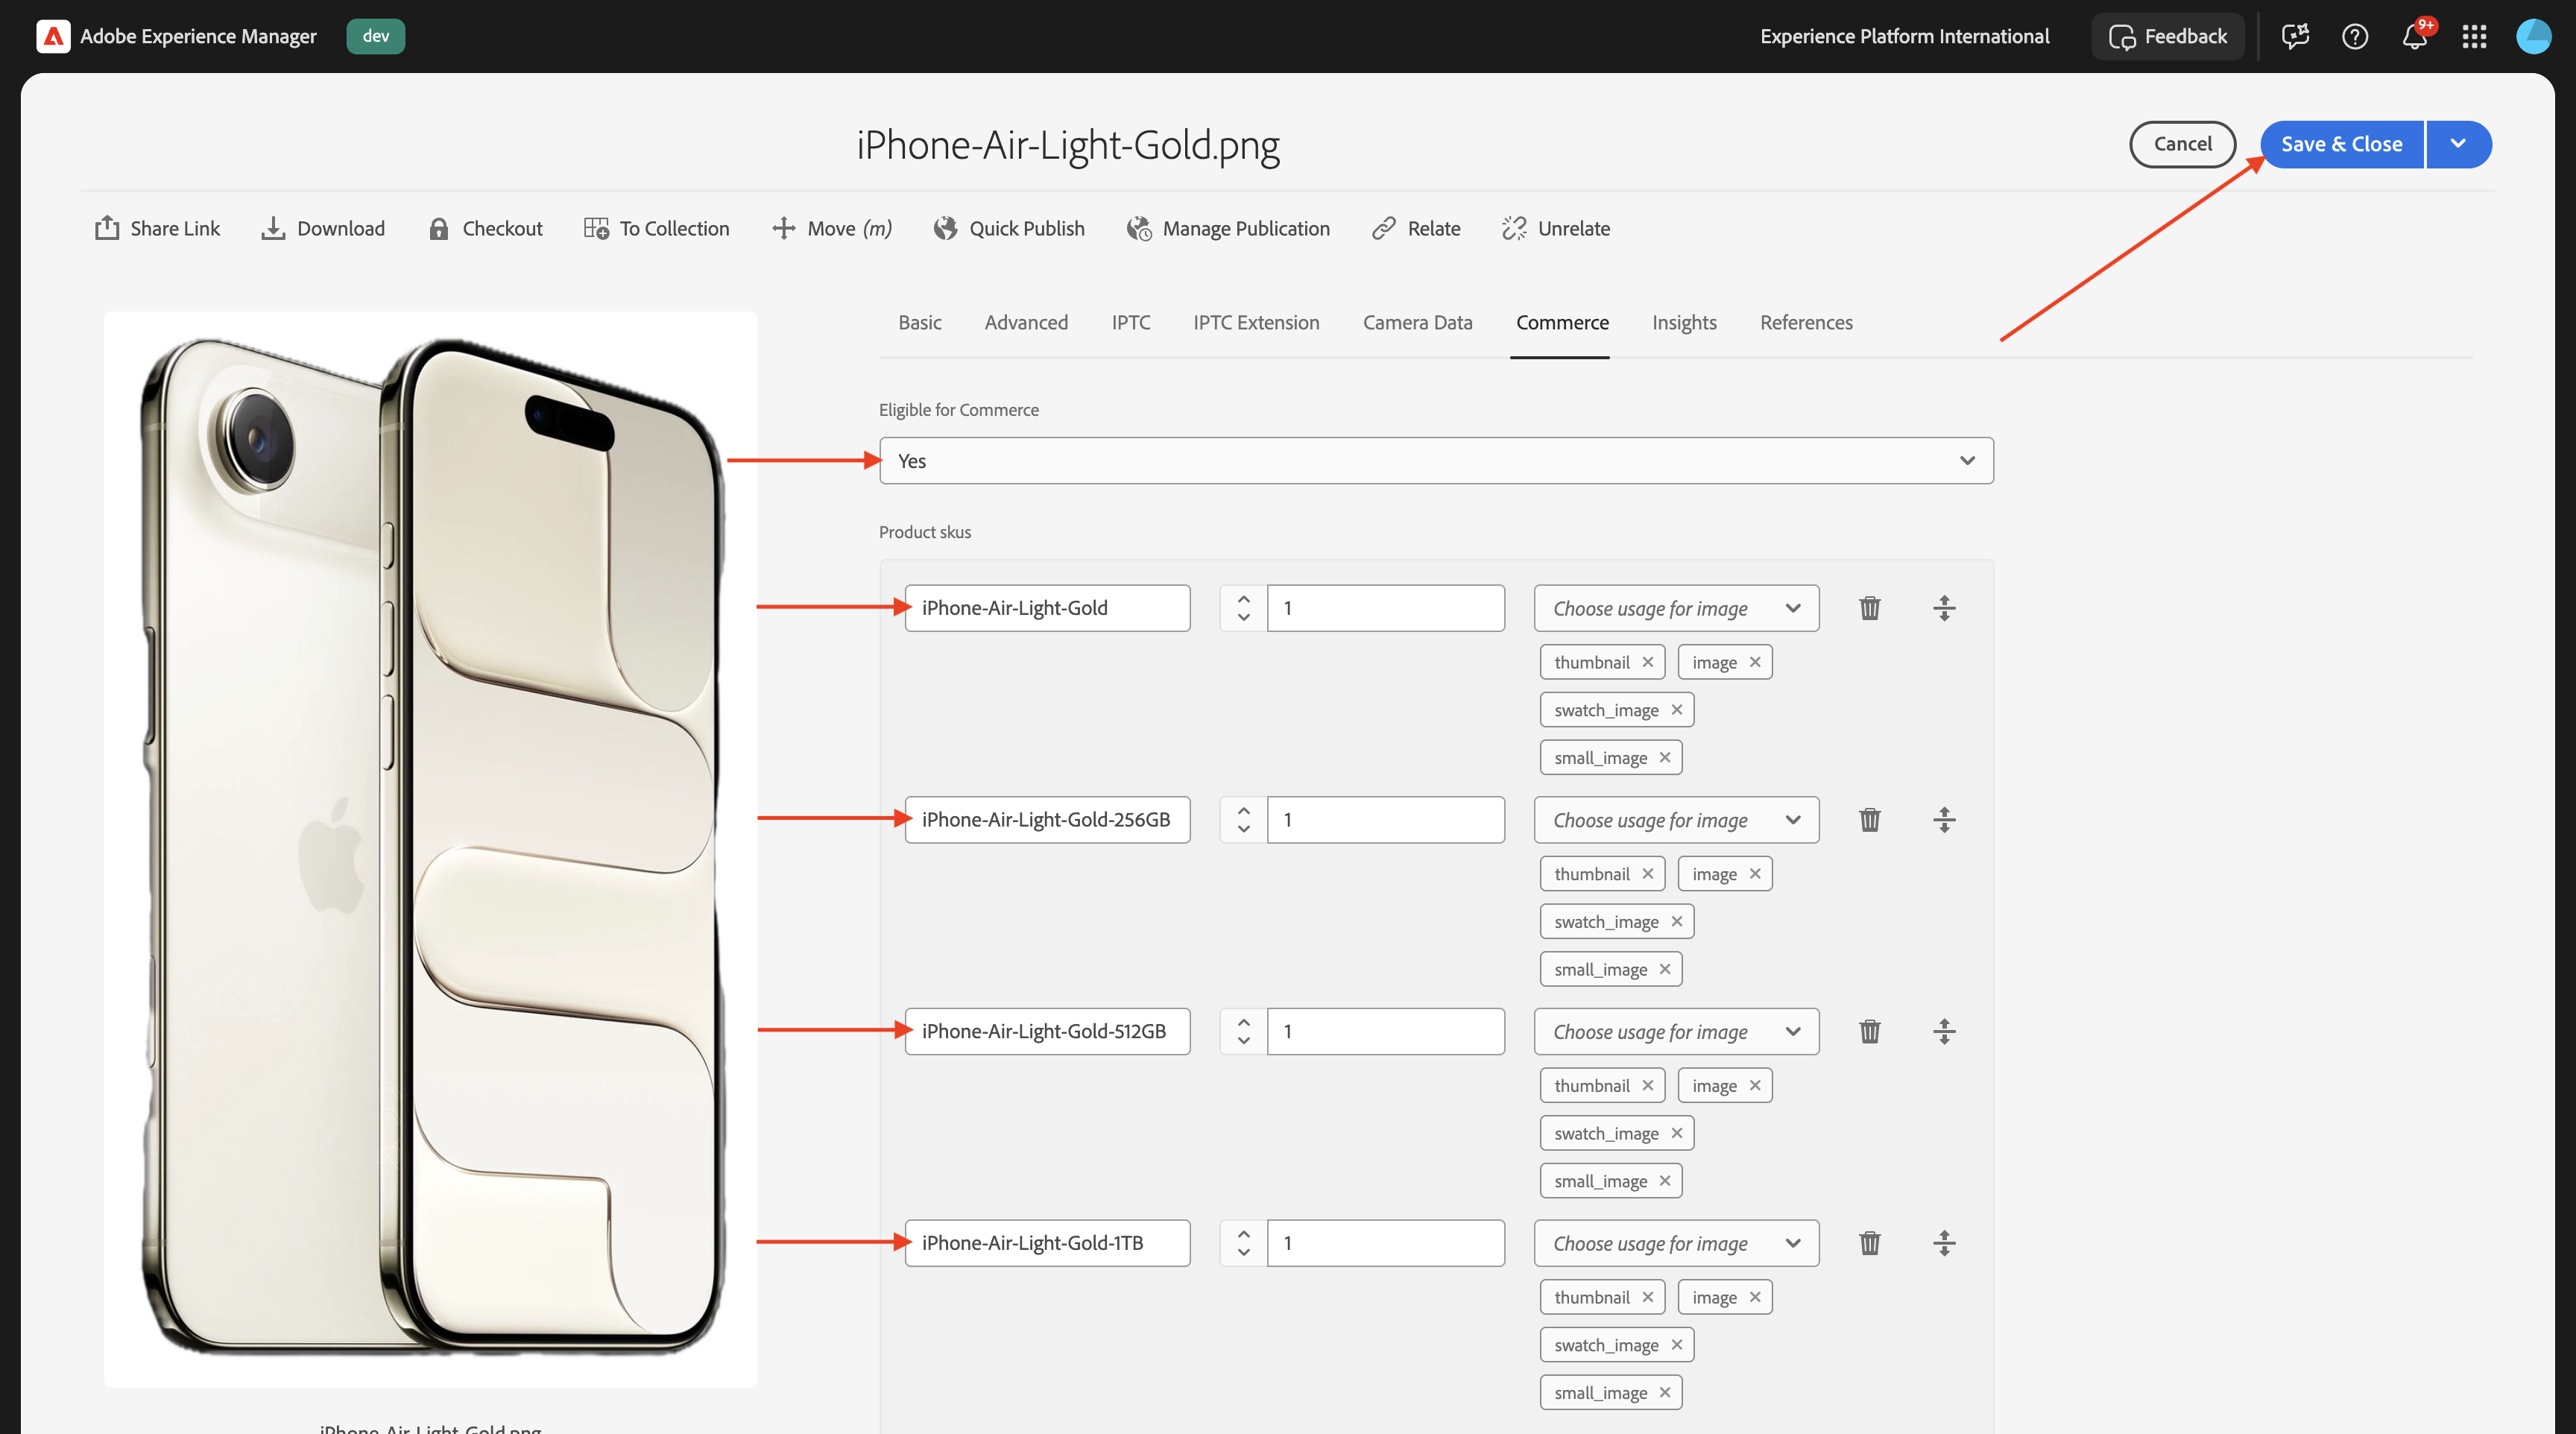 Adobe Experience Manager dev Experience Platform International Feedback 9+
iPhone-Air-Light-Gold.png Cancel Save & Close
Share Link Download Checkout To Collection Move (m) Quick Publish Manage Publication Relate Unrelate
Basic Advanced IPTC IPTC Extension Camera Data Commerce Insights References
Eligible for Commerce
Yes
Product skus
iPhone-Air-Light-Gold 1 Choose usage for image
thumbnail image
swatch_image
small_image
iPhone-Air-Light-Gold-256GB 1 Choose usage for image
thumbnail image
swatch_image
small_image
iPhone-Air-Light-Gold-512GB 1 Choose usage for image
thumbnail image
swatch_image
small_image
iPhone-Air-Light-Gold-1TB 1 Choose usage for image
thumbnail image
swatch_image
small_image
iPhone-Air-Light-Gold.png